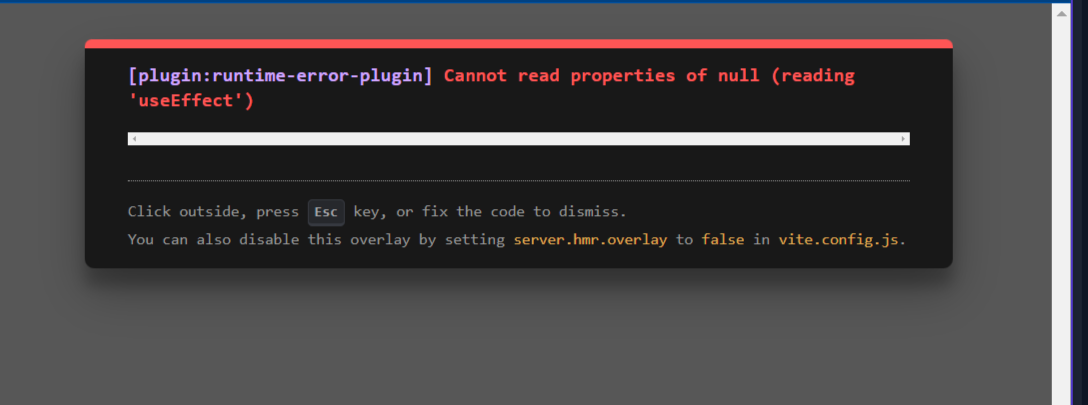 [plugin:runtime-error-plugin] Cannot read properties of null (reading
'useEffect')
Click outside, press Esc key, or fix the code to dismiss.
You can also disable this overlay by setting server.hmr.overlay to false in vite.config.js.